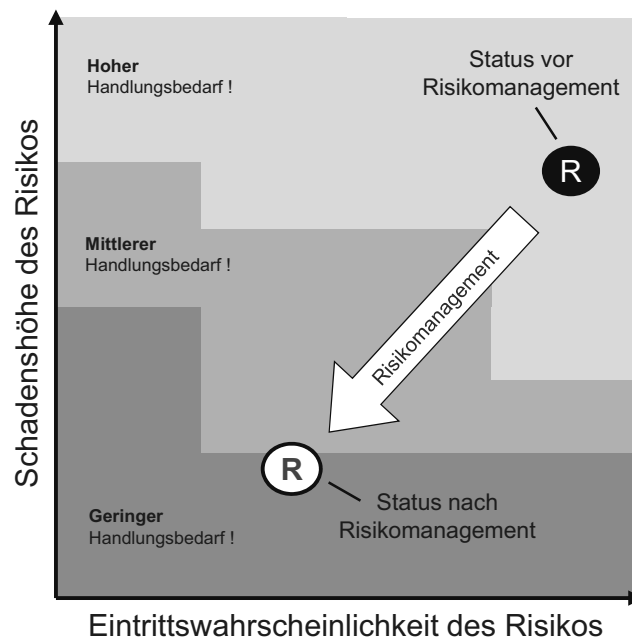 Schadenshöhe des Risikos
Hoher
Handlungsbedarf !
Status vor
Risikomanagement
R
Mittlerer
Handlungsbedarf !
Risikomanagement
R
Status nach
Risikomanagement
Geringer
Handlungsbedarf !
Eintrittswahrscheinlichkeit des Risikos